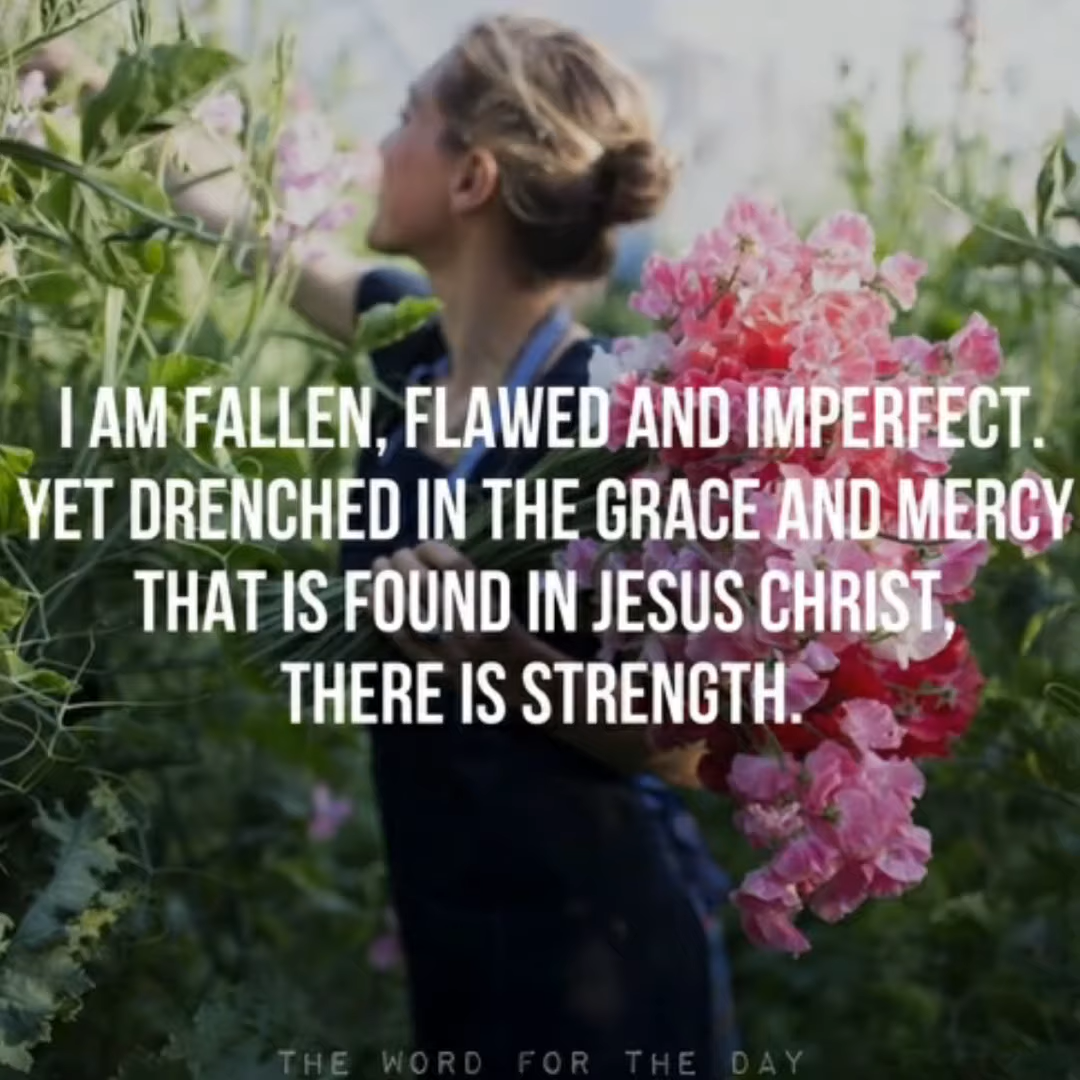 I AM FALLEN, FLAWED AND IMPERFECT.
YET DRENCHED IN THE GRACE AND MERCY
THAT IS FOUND IN JESUS CHRIST,
THERE IS STRENGTH.
THE WORD FOR THE DAY